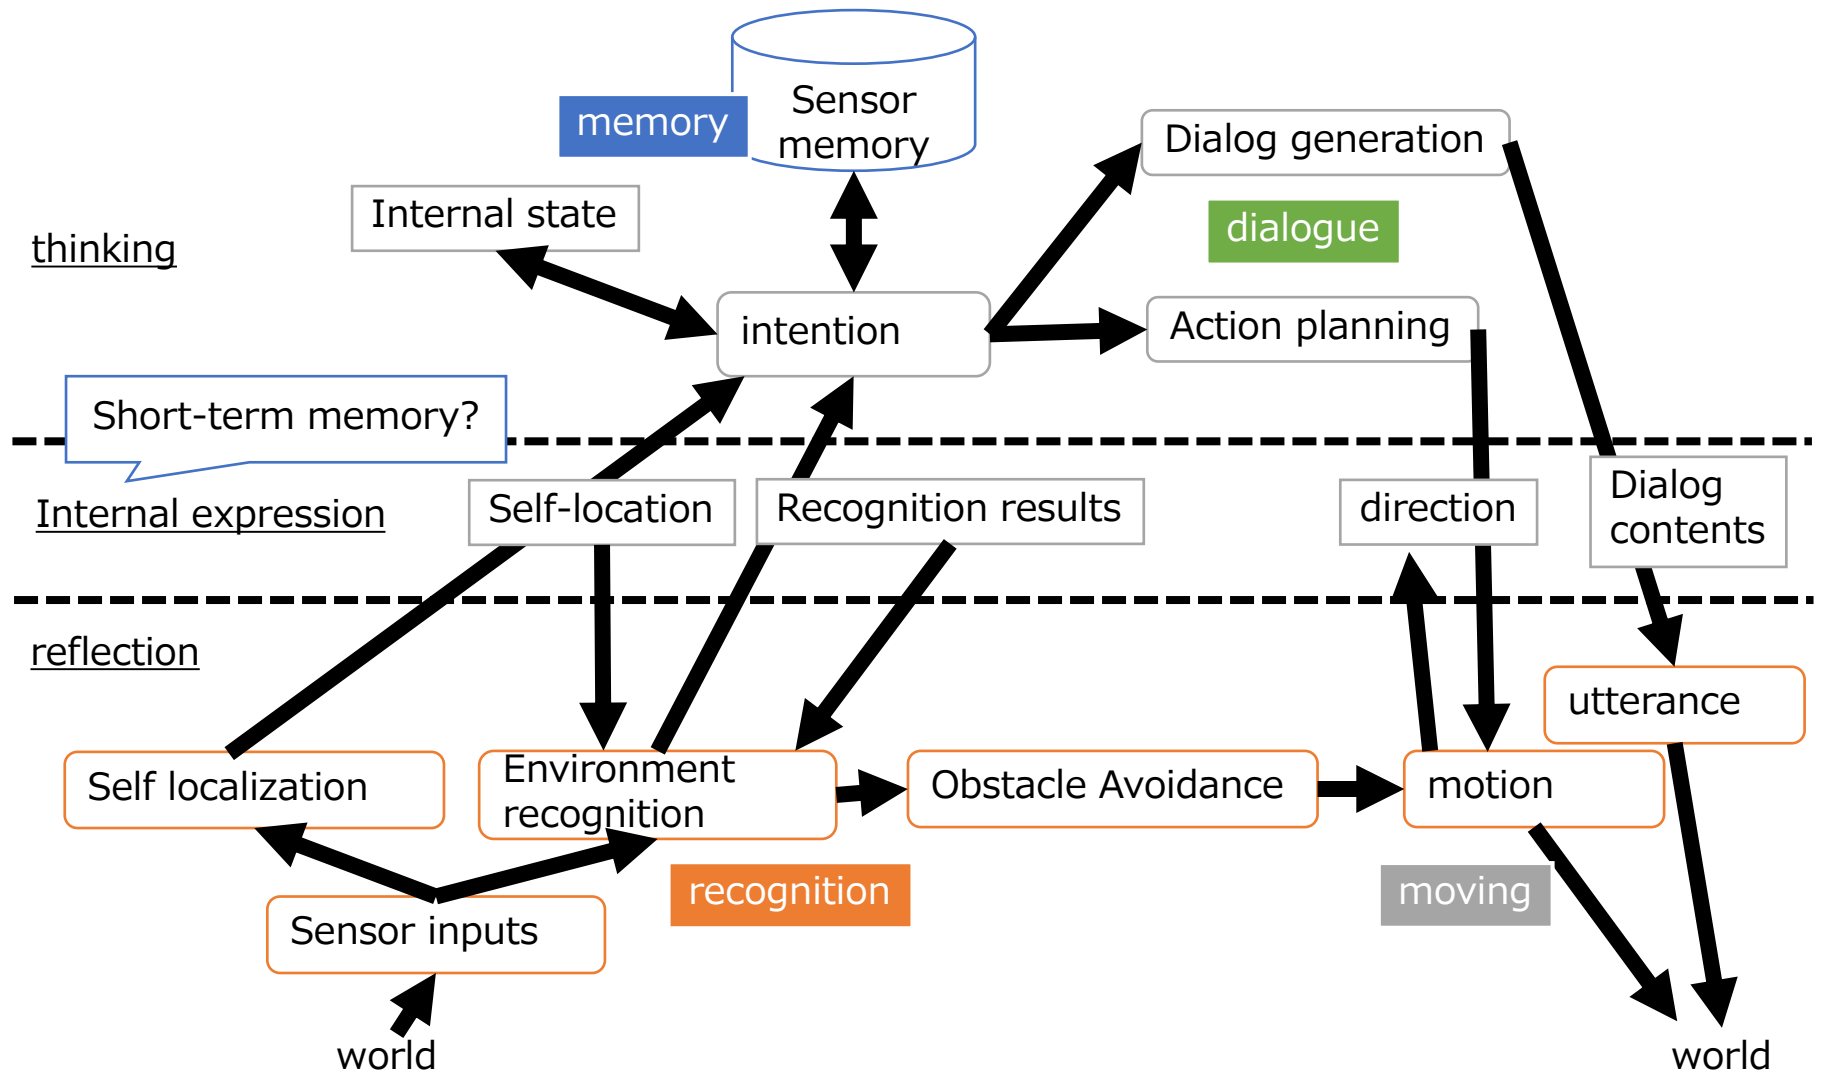 Sensor
memory
memory
Dialog generation
Internal state
dialogue
thinking
intention
Action planning
Short-term memory?
Internal expression
Self-location
Recognition results
direction
Dialog
contents
reflection
utterance
Self localization
Environment
recognition
Obstacle Avoidance
motion
recognition
moving
Sensor inputs
world
world